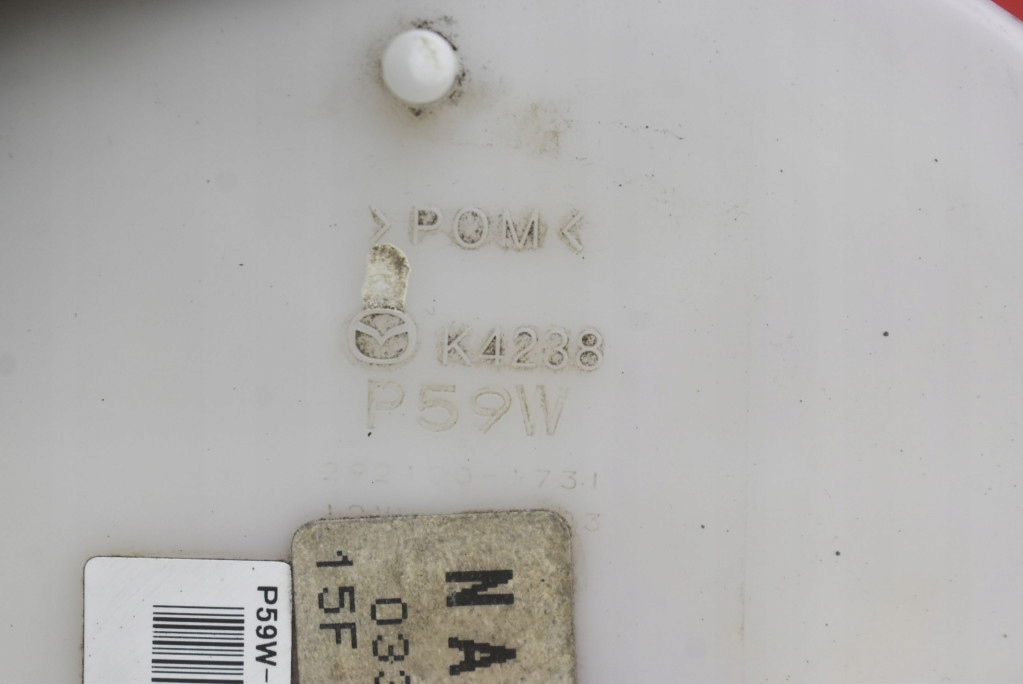 >POM<
K4238
P59W
P59W-
15F
033
NA